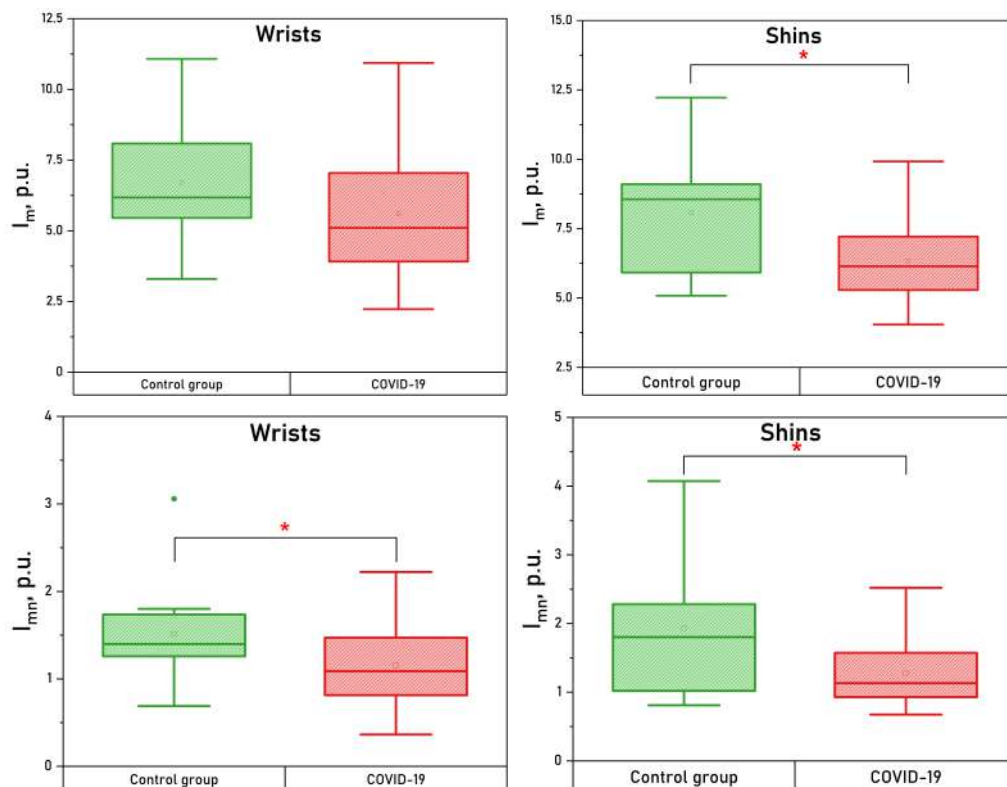 Wrists
12.5
10.0
7.5
5.0
2.5
0
Iₘ, p.u.
Control group
COVID-19
Shins
*
15.0
12.5
10.0
7.5
5.0
2.5
Iₘ, p.u.
Control group
COVID-19
Wrists
*
4
3
2
1
0
Iₘₙ, p.u.
Control group
COVID-19
Shins
*
5
4
3
2
1
0
Iₘₙ, p.u.
Control group
COVID-19